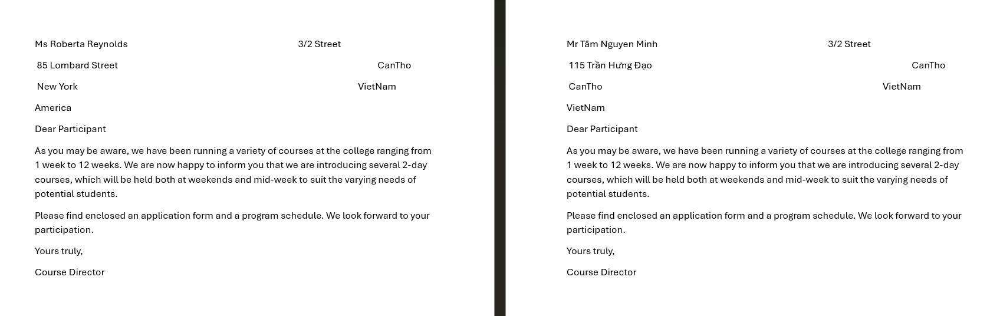 Ms Roberta Reynolds 3/2 Street
85 Lombard Street CanTho
New York VietNam
America
Dear Participant
As you may be aware, we have been running a variety of courses at the college ranging from
1 week to 12 weeks. We are now happy to inform you that we are introducing several 2-day
courses, which will be held both at weekends and mid-week to suit the varying needs of
potential students.
Please find enclosed an application form and a program schedule. We look forward to your
participation.
Yours truly,
Course Director
Mr Tâm Nguyen Minh 3/2 Street
115 Trần Hưng Đạo CanTho
CanTho VietNam
VietNam
Dear Participant
As you may be aware, we have been running a variety of courses at the college ranging from
1 week to 12 weeks. We are now happy to inform you that we are introducing several 2-day
courses, which will be held both at weekends and mid-week to suit the varying needs of
potential students.
Please find enclosed an application form and a program schedule. We look forward to your
participation.
Yours truly,
Course Director